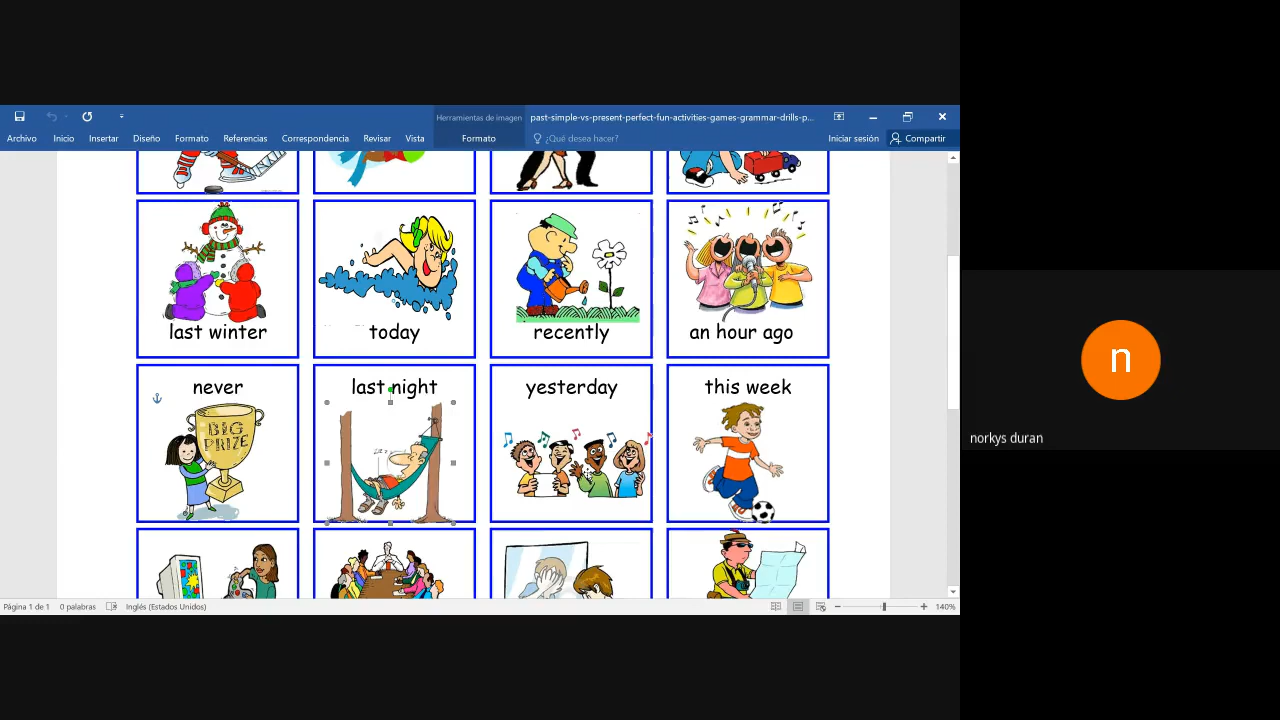 Herramientas de imagen
past-simple-vs-present-perfect-fun-activities-games-grammar-drills-p...
Archivo Inicio Insertar Diseño Formato Referencias Correspondencia Revisar Vista Formato ¿Qué desea hacer? Iniciar sesión Compartir
last winter today recently an hour ago
never last night yesterday this week
BIG
PRIZE
n
norkys duran
Página 1 de 1 0 palabras Inglés (Estados Unidos) 140%